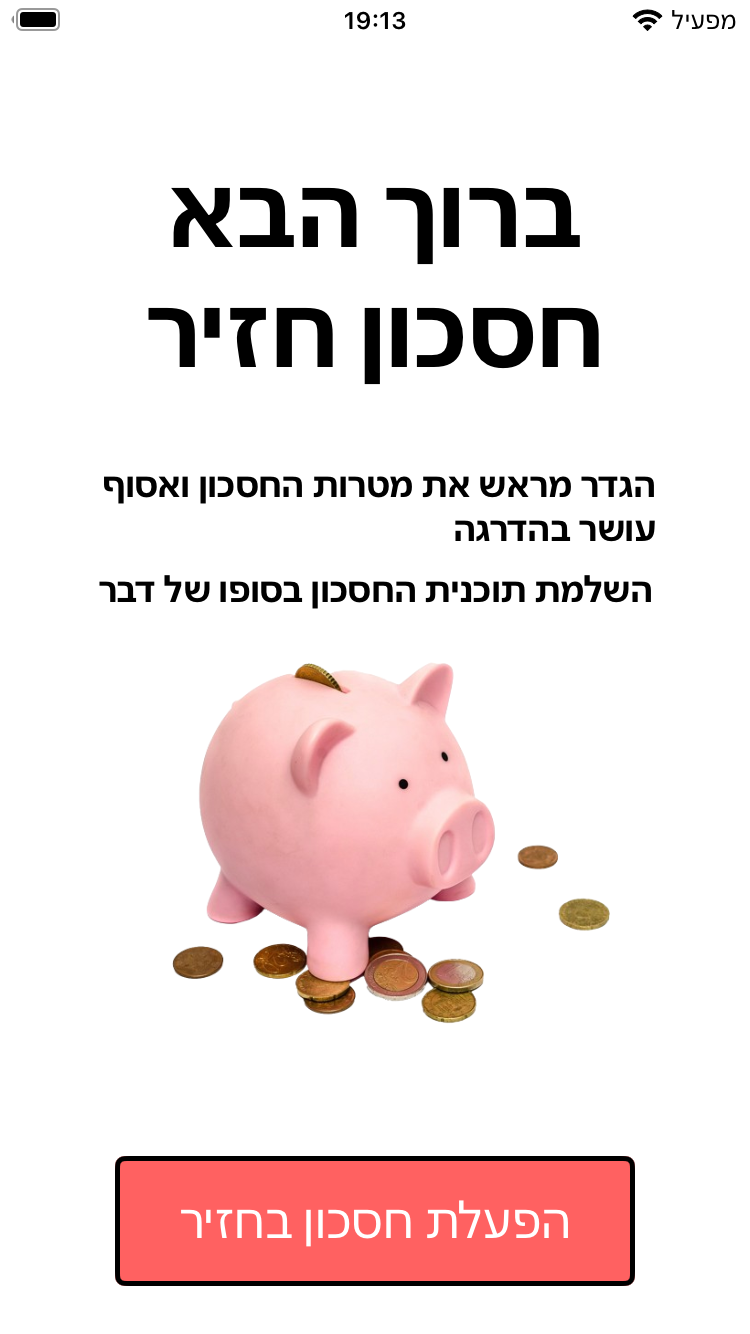 מפעיל 19:13
ברוך הבא
חסכון חזיר
הגדר מראש את מטרות החסכון ואסוף
עושר בהדרגה
השלמת תוכנית החסכון בסופו של דבר
הפעלת חסכון בחזיר